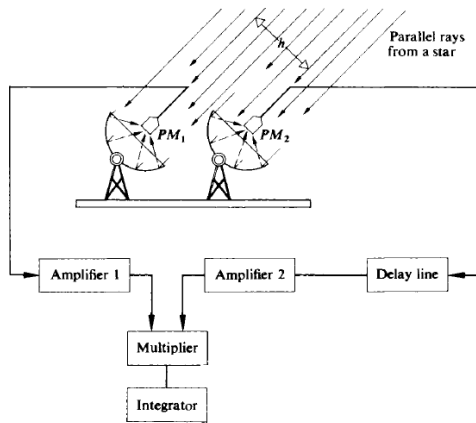 h
Parallel rays
from a star
PM1
PM2
Amplifier 1
Amplifier 2
Delay line
Multiplier
Integrator